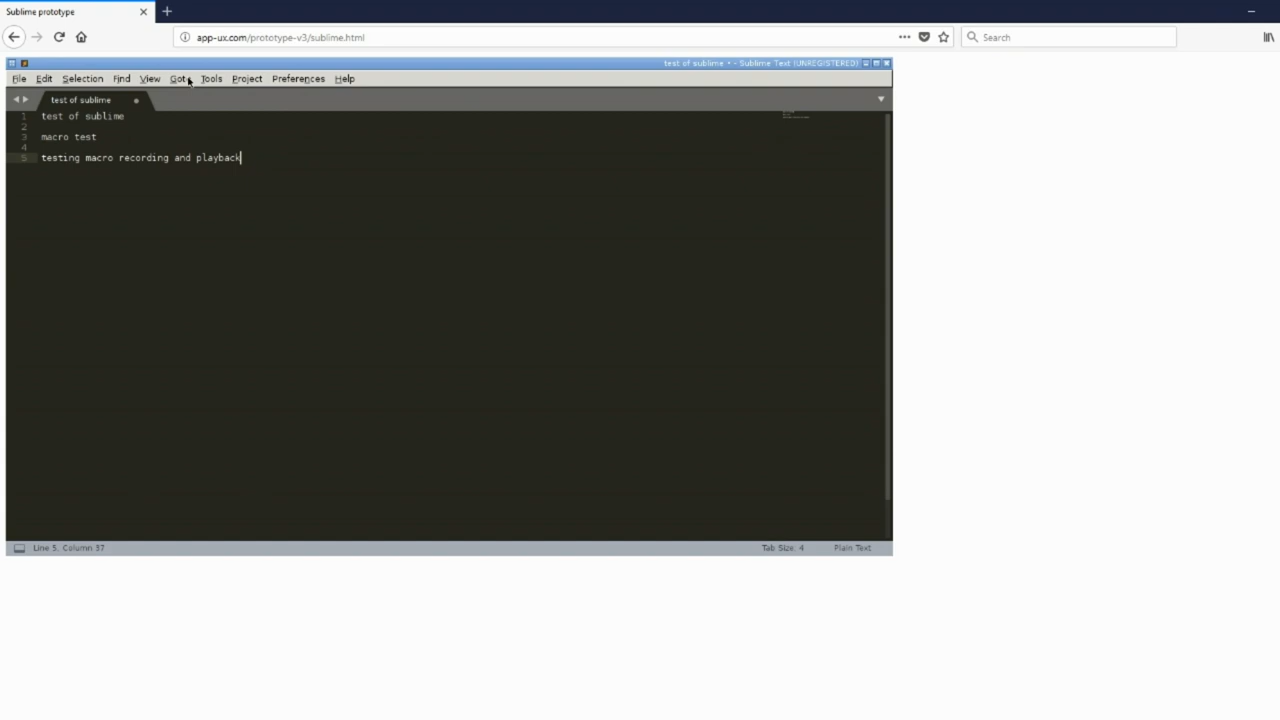 Sublime prototype
app-ux.com/prototype-v3/sublime.html
Search
test of sublime • - Sublime Text (UNREGISTERED)
File Edit Selection Find View Goto Tools Project Preferences Help
test of sublime
1 test of sublime
2
3 macro test
4
5 testing macro recording and playback
Line 5, Column 37
Tab Size, 4
Plain Text